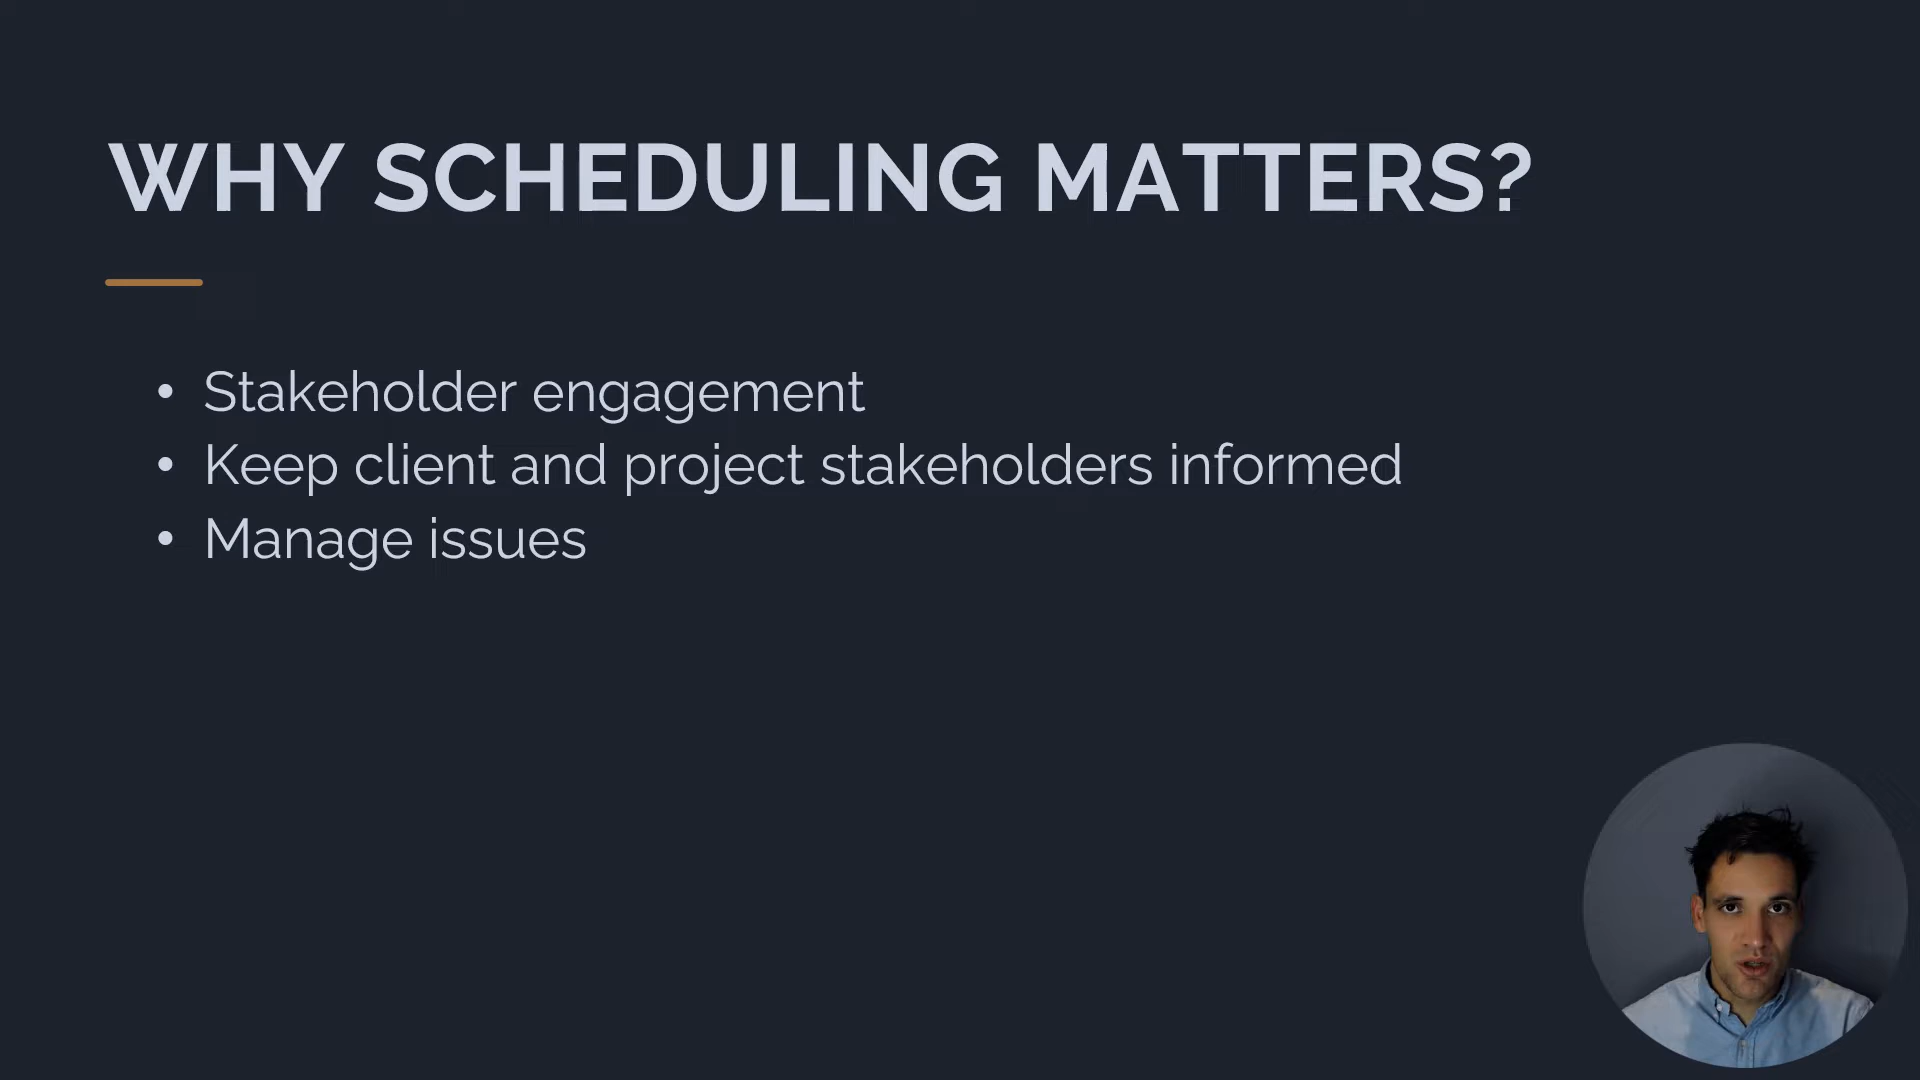 WHY SCHEDULING MATTERS?
• Stakeholder engagement
• Keep client and project stakeholders informed
• Manage issues